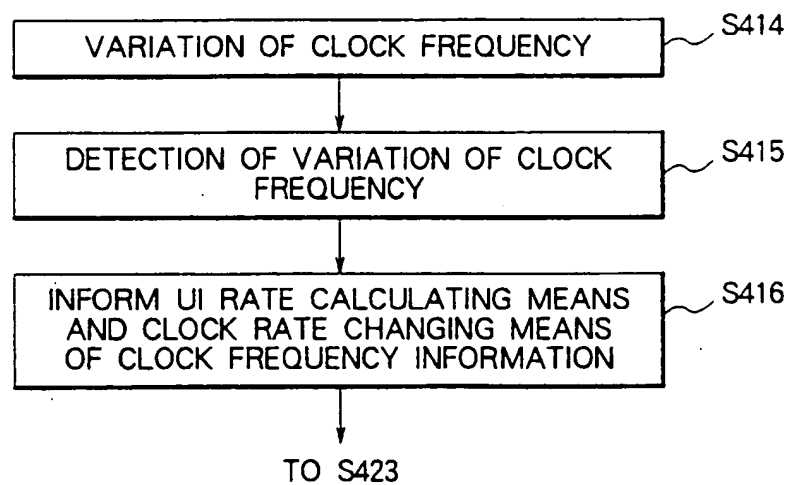 VARIATION OF CLOCK FREQUENCY
S414
DETECTION OF VARIATION OF CLOCK
FREQUENCY
S415
INFORM UI RATE CALCULATING MEANS
AND CLOCK RATE CHANGING MEANS
OF CLOCK FREQUENCY INFORMATION
S416
TO S423